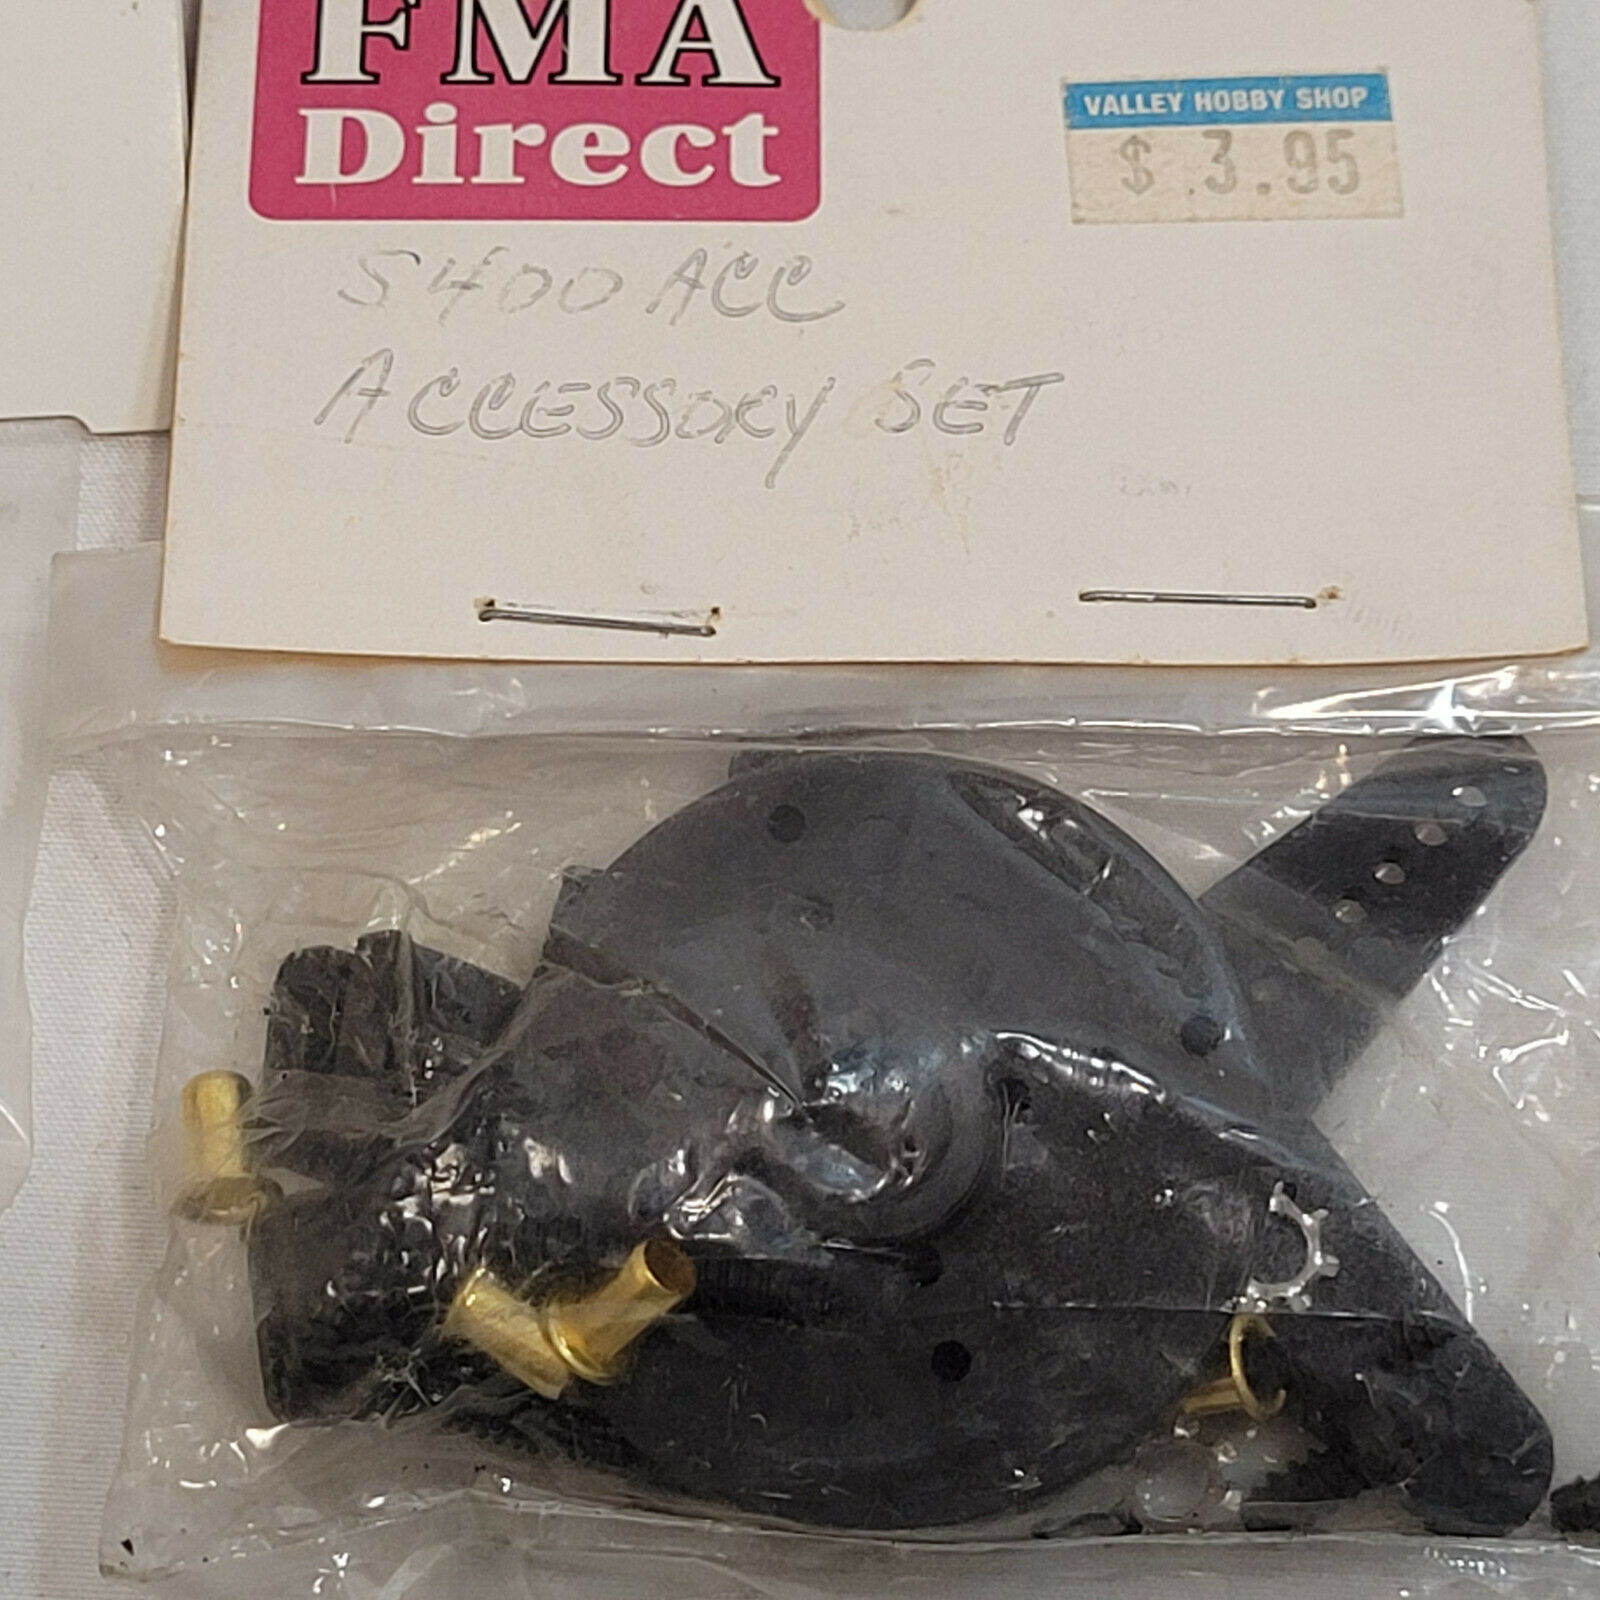 FMA
Direct
VALLEY HOBBY SHOP
$ 3.95
S400 ACC
ACCESSORY SET